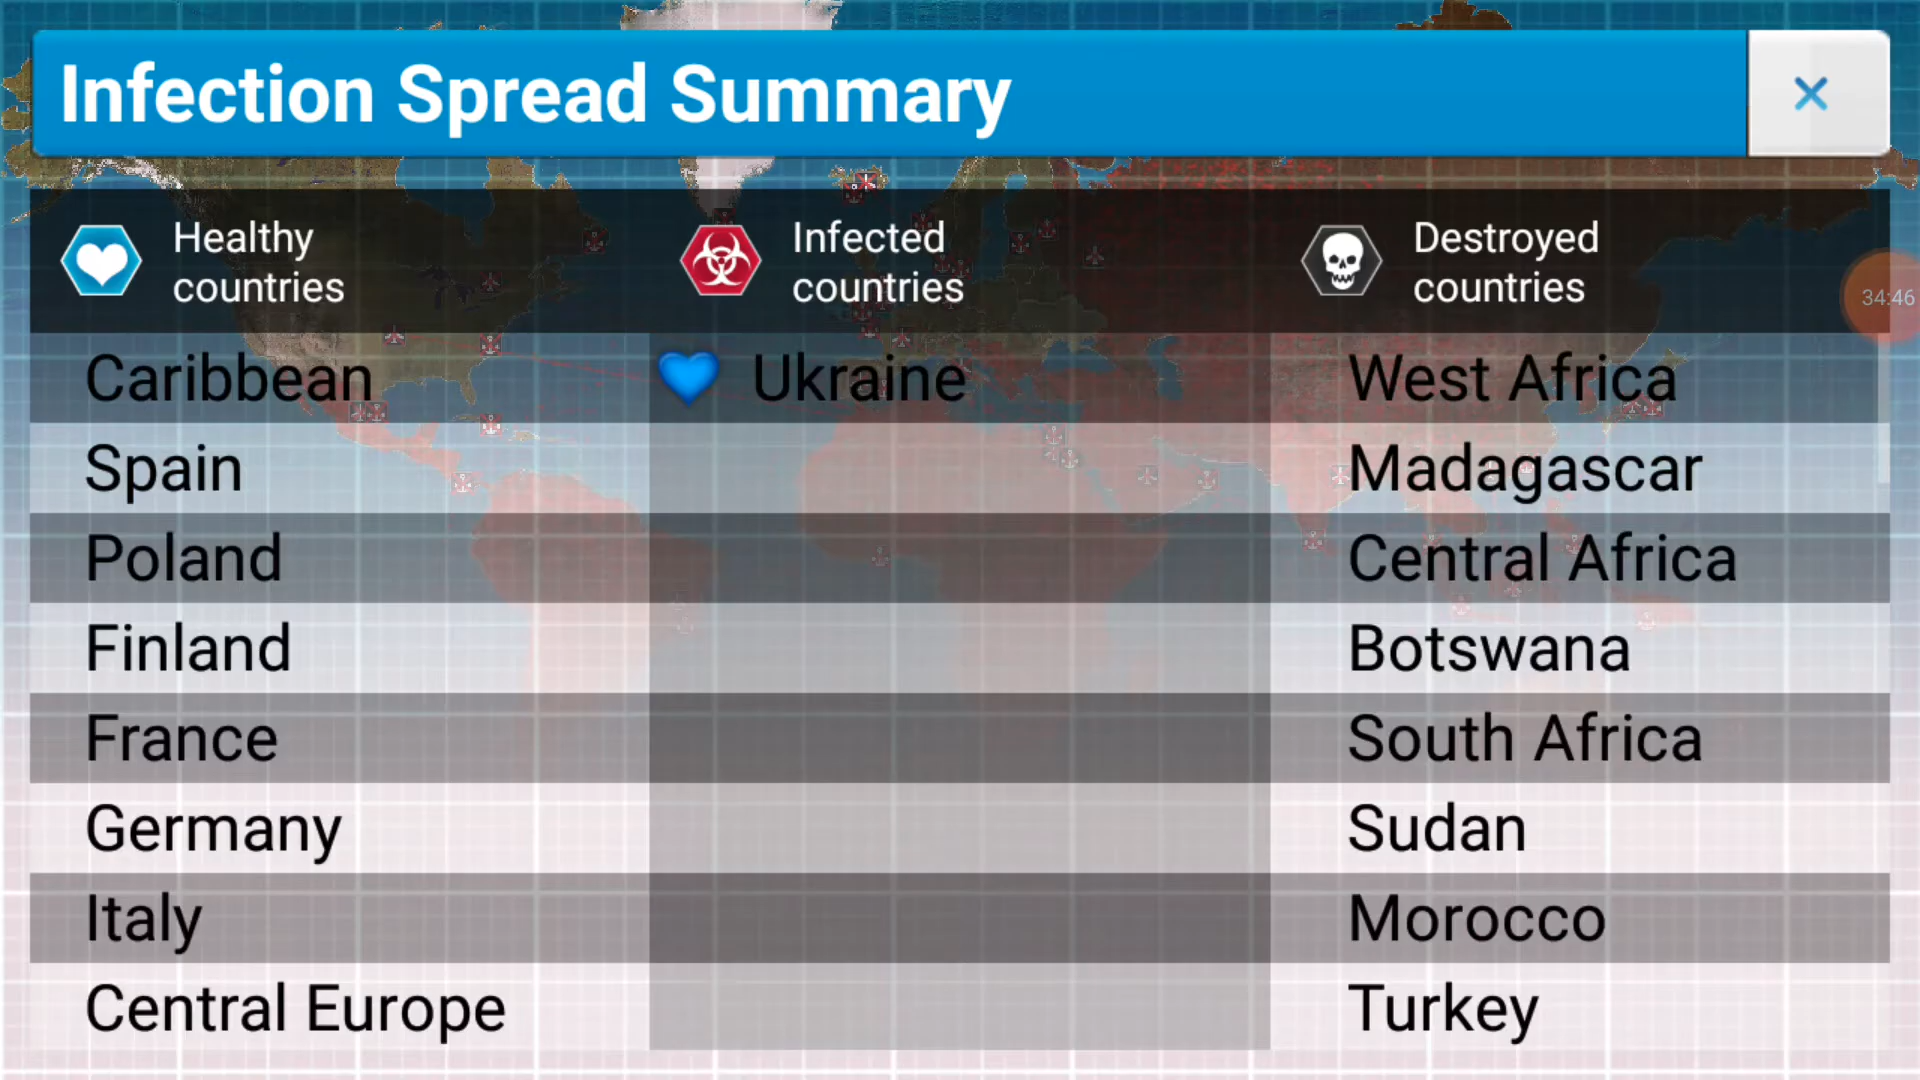 Infection Spread Summary
Healthy
countries
Infected
countries
Destroyed
countries
34:46
Caribbean
Ukraine
West Africa
Spain
Madagascar
Poland
Central Africa
Finland
Botswana
France
South Africa
Germany
Sudan
Italy
Morocco
Central Europe
Turkey